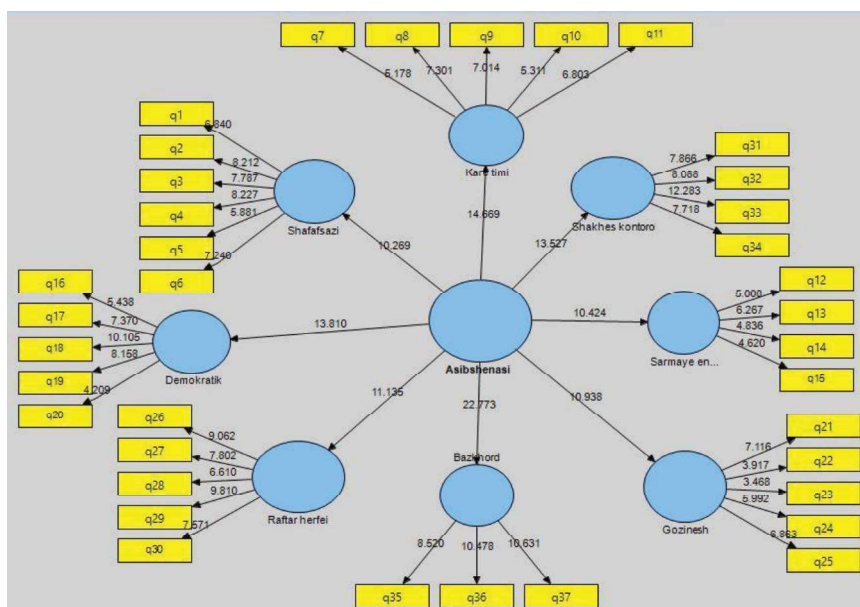 q7
q8
q9
q10
q11
5.178
7.301
7.014
5.311
6.803
q1
q2
q3
q4
q5
q6
6.840
8.212
7.787
8.227
5.881
7.240
Shafafsazi
Kare timi
q31
q32
q33
q34
7.866
12.283
7.718
Shakhes kontoro
10.269
14.669
13.527
q16
q17
q18
q19
q20
5.438
7.370
10.105
8.158
4.209
Demokratik
13.810
Asibshenasi
10.424
Sarmaye en...
q12
q13
q14
q15
6.267
4.836
4.620
11.135
22.773
10.938
q26
q27
q28
q29
q30
9.062
7.802
6.610
9.810
7.571
Raftar herfei
Bazkhord
8.520
10.478
10.631
q35
q36
q37
Gozinesh
q21
q22
q23
q24
q25
7.116
3.917
3.468
5.992